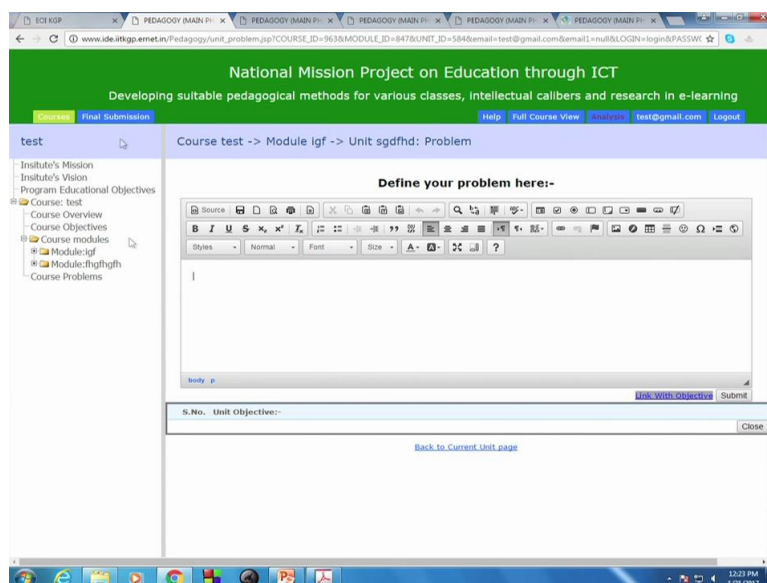 ECI KGP
PEDAGOGY (MAIN PH
PEDAGOGY (MAIN PH
PEDAGOGY (MAIN PH
PEDAGOGY (MAIN PH
PEDAGOGY (MAIN PH
www.ide.iitkgp.ernet.in/Pedagogy/unit_problem.jsp?COURSE_ID=963&MODULE_ID=847&UNIT_ID=584&email=test@gmail.com&email1=null&LOGIN=login&PASSW
National Mission Project on Education through ICT
Developing suitable pedagogical methods for various classes, intellectual calibers and research in e-learning
Courses Final Submission
Help Full Course View Analysis test@gmail.com Logout
test
Course test -> Module igf -> Unit sgdfhd: Problem
Insitute's Mission
Insitute's Vision
Program Educational Objectives
Course: test
Course Overview
Course Objectives
Course modules
Module:igf
Module:fhgfhgfh
Course Problems
Define your problem here:-
Source
B I U S x₂ x² Tx
Styles Normal Font Size A A ?
body p
Link With Objective Submit
S.No. Unit Objective:-
Close
Back to Current Unit page
12:23 PM